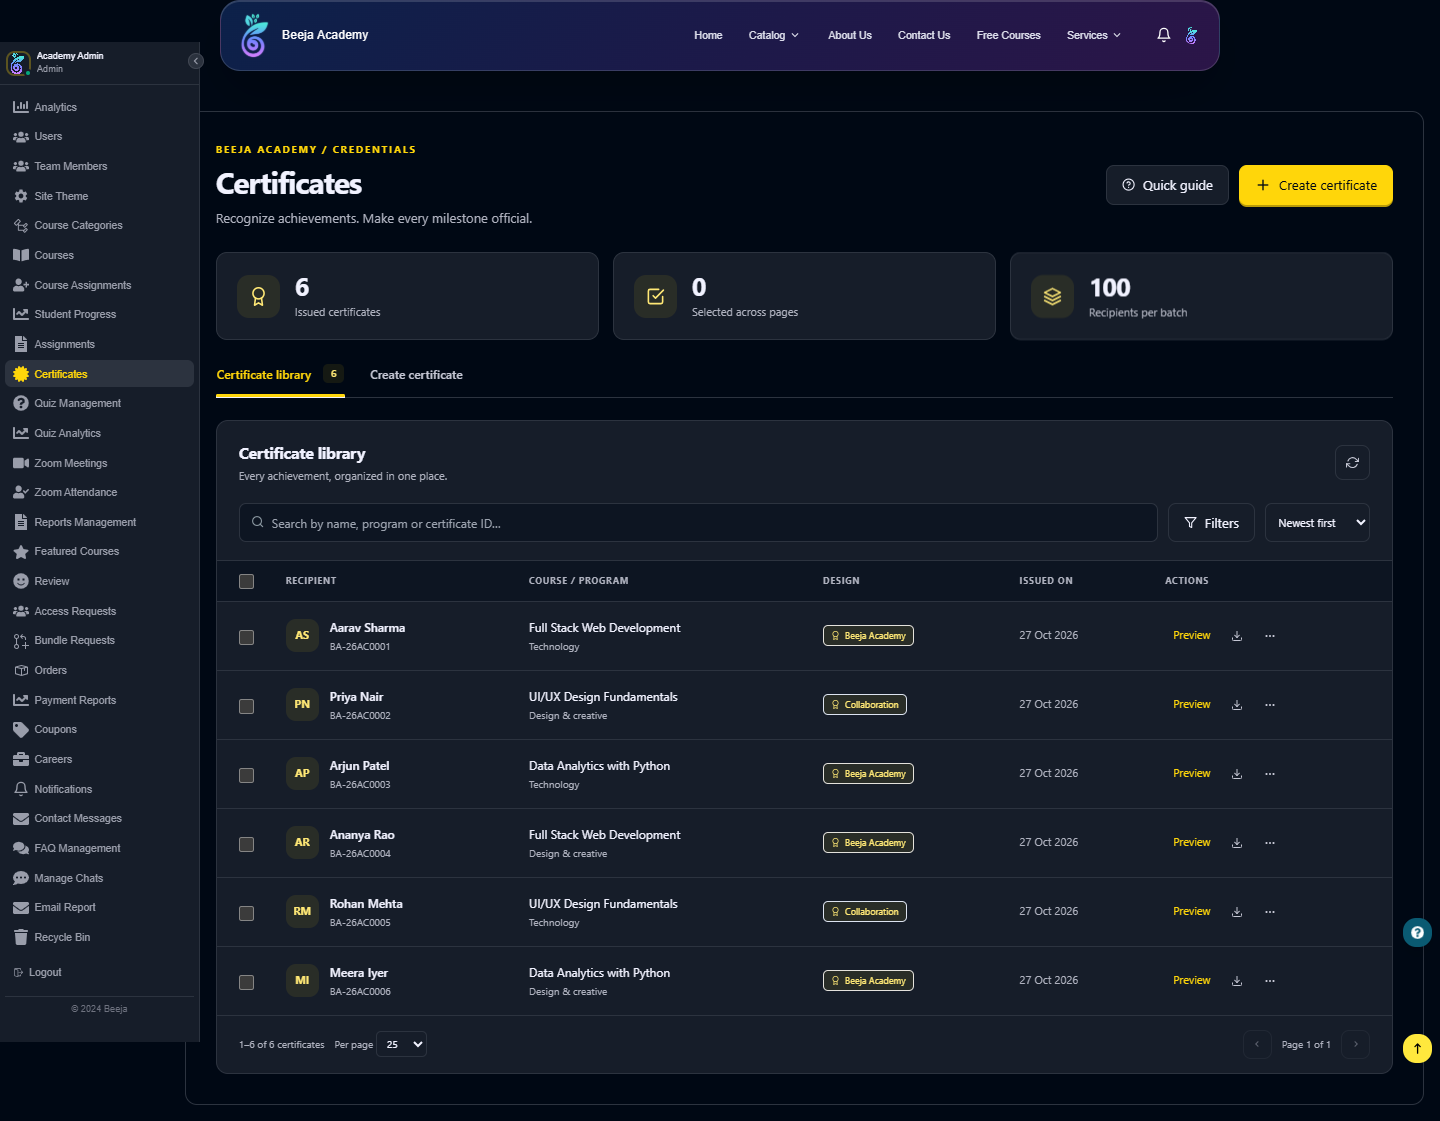 Beeja Academy
Home
Catalog
About Us
Contact Us
Free Courses
Services
Academy Admin
Admin
Analytics
Users
Team Members
Site Theme
Course Categories
Courses
Course Assignments
Student Progress
Assignments
Certificates
Quiz Management
Quiz Analytics
Zoom Meetings
Zoom Attendance
Reports Management
Featured Courses
Review
Access Requests
Bundle Requests
Orders
Payment Reports
Coupons
Careers
Notifications
Contact Messages
FAQ Management
Manage Chats
Email Report
Recycle Bin
Logout
© 2024 Beeja
BEEJA ACADEMY / CREDENTIALS
Certificates
Recognize achievements. Make every milestone official.
Quick guide
+ Create certificate
6
Issued certificates
0
Selected across pages
100
Recipients per batch
Certificate library 6
Create certificate
Certificate library
Every achievement, organized in one place.
Search by name, program or certificate ID...
Filters
Newest first
RECIPIENT COURSE / PROGRAM DESIGN ISSUED ON ACTIONS
AS Aarav Sharma Full Stack Web Development Beeja Academy 27 Oct 2026 Preview ...
BA-26AC0001 Technology
PN Priya Nair UI/UX Design Fundamentals Collaboration 27 Oct 2026 Preview ...
BA-26AC0002 Design & creative
AP Arjun Patel Data Analytics with Python Beeja Academy 27 Oct 2026 Preview ...
BA-26AC0003 Technology
AR Ananya Rao Full Stack Web Development Beeja Academy 27 Oct 2026 Preview ...
BA-26AC0004 Design & creative
RM Rohan Mehta UI/UX Design Fundamentals Collaboration 27 Oct 2026 Preview ...
BA-26AC0005 Technology
MI Meera Iyer Data Analytics with Python Beeja Academy 27 Oct 2026 Preview ...
BA-26AC0006 Design & creative
1–6 of 6 certificates Per page 25
‹ Page 1 of 1 ›